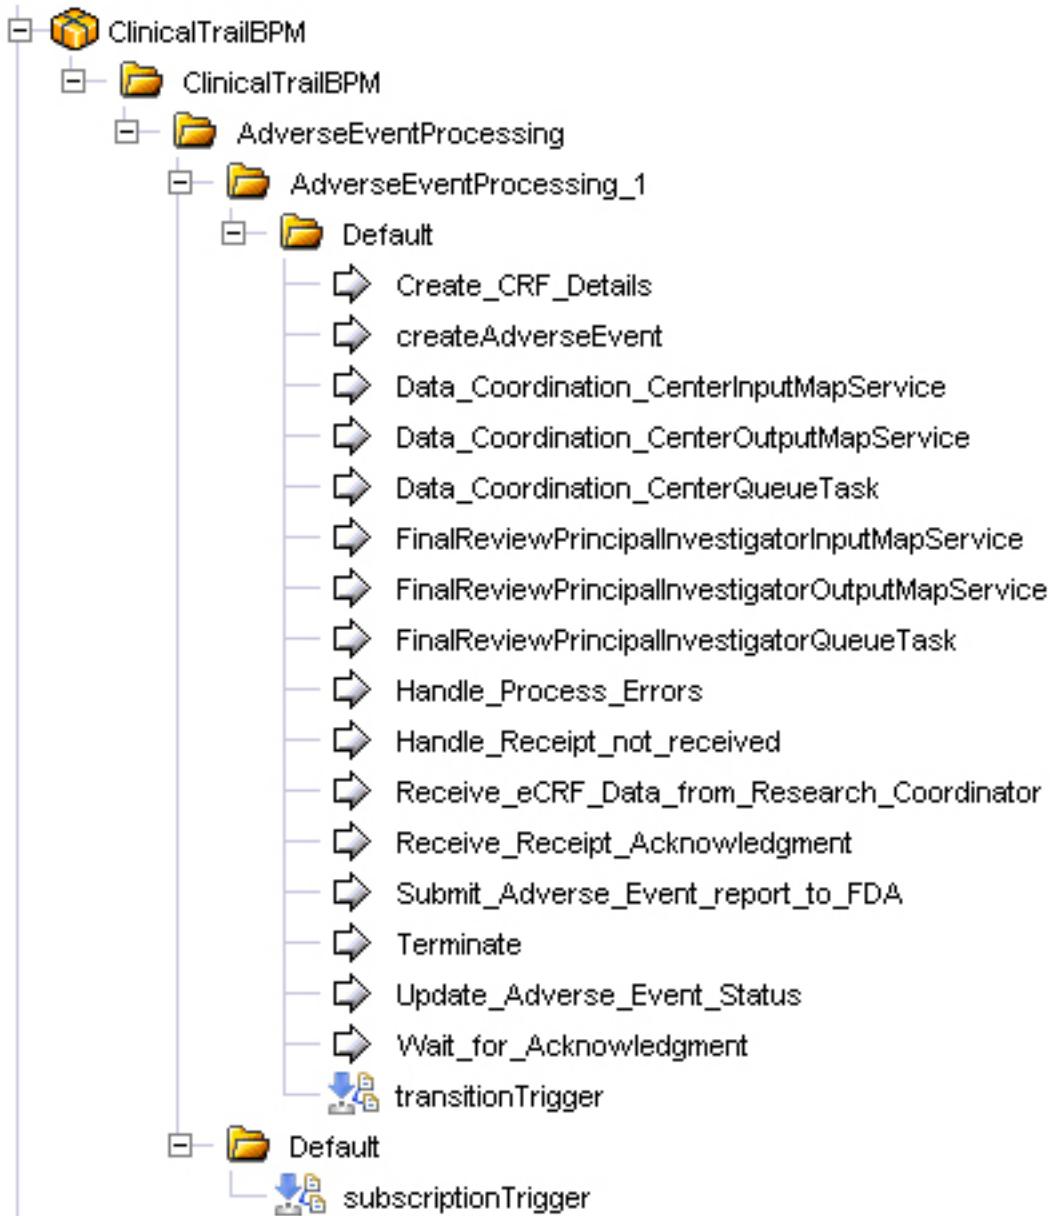 ClinicalTrailBPM
ClinicalTrailBPM
AdverseEventProcessing
AdverseEventProcessing_1
Default
Create_CRF_Details
createAdverseEvent
Data_Coordination_CenterInputMapService
Data_Coordination_CenterOutputMapService
Data_Coordination_CenterQueueTask
FinalReviewPrincipalInvestigatorInputMapService
FinalReviewPrincipalInvestigatorOutputMapService
FinalReviewPrincipalInvestigatorQueueTask
Handle_Process_Errors
Handle_Receipt_not_received
Receive_eCRF_Data_from_Research_Coordinator
Receive_Receipt_Acknowledgment
Submit_Adverse_Event_report_to_FDA
Terminate
Update_Adverse_Event_Status
Wait_for_Acknowledgment
transitionTrigger
Default
subscriptionTrigger